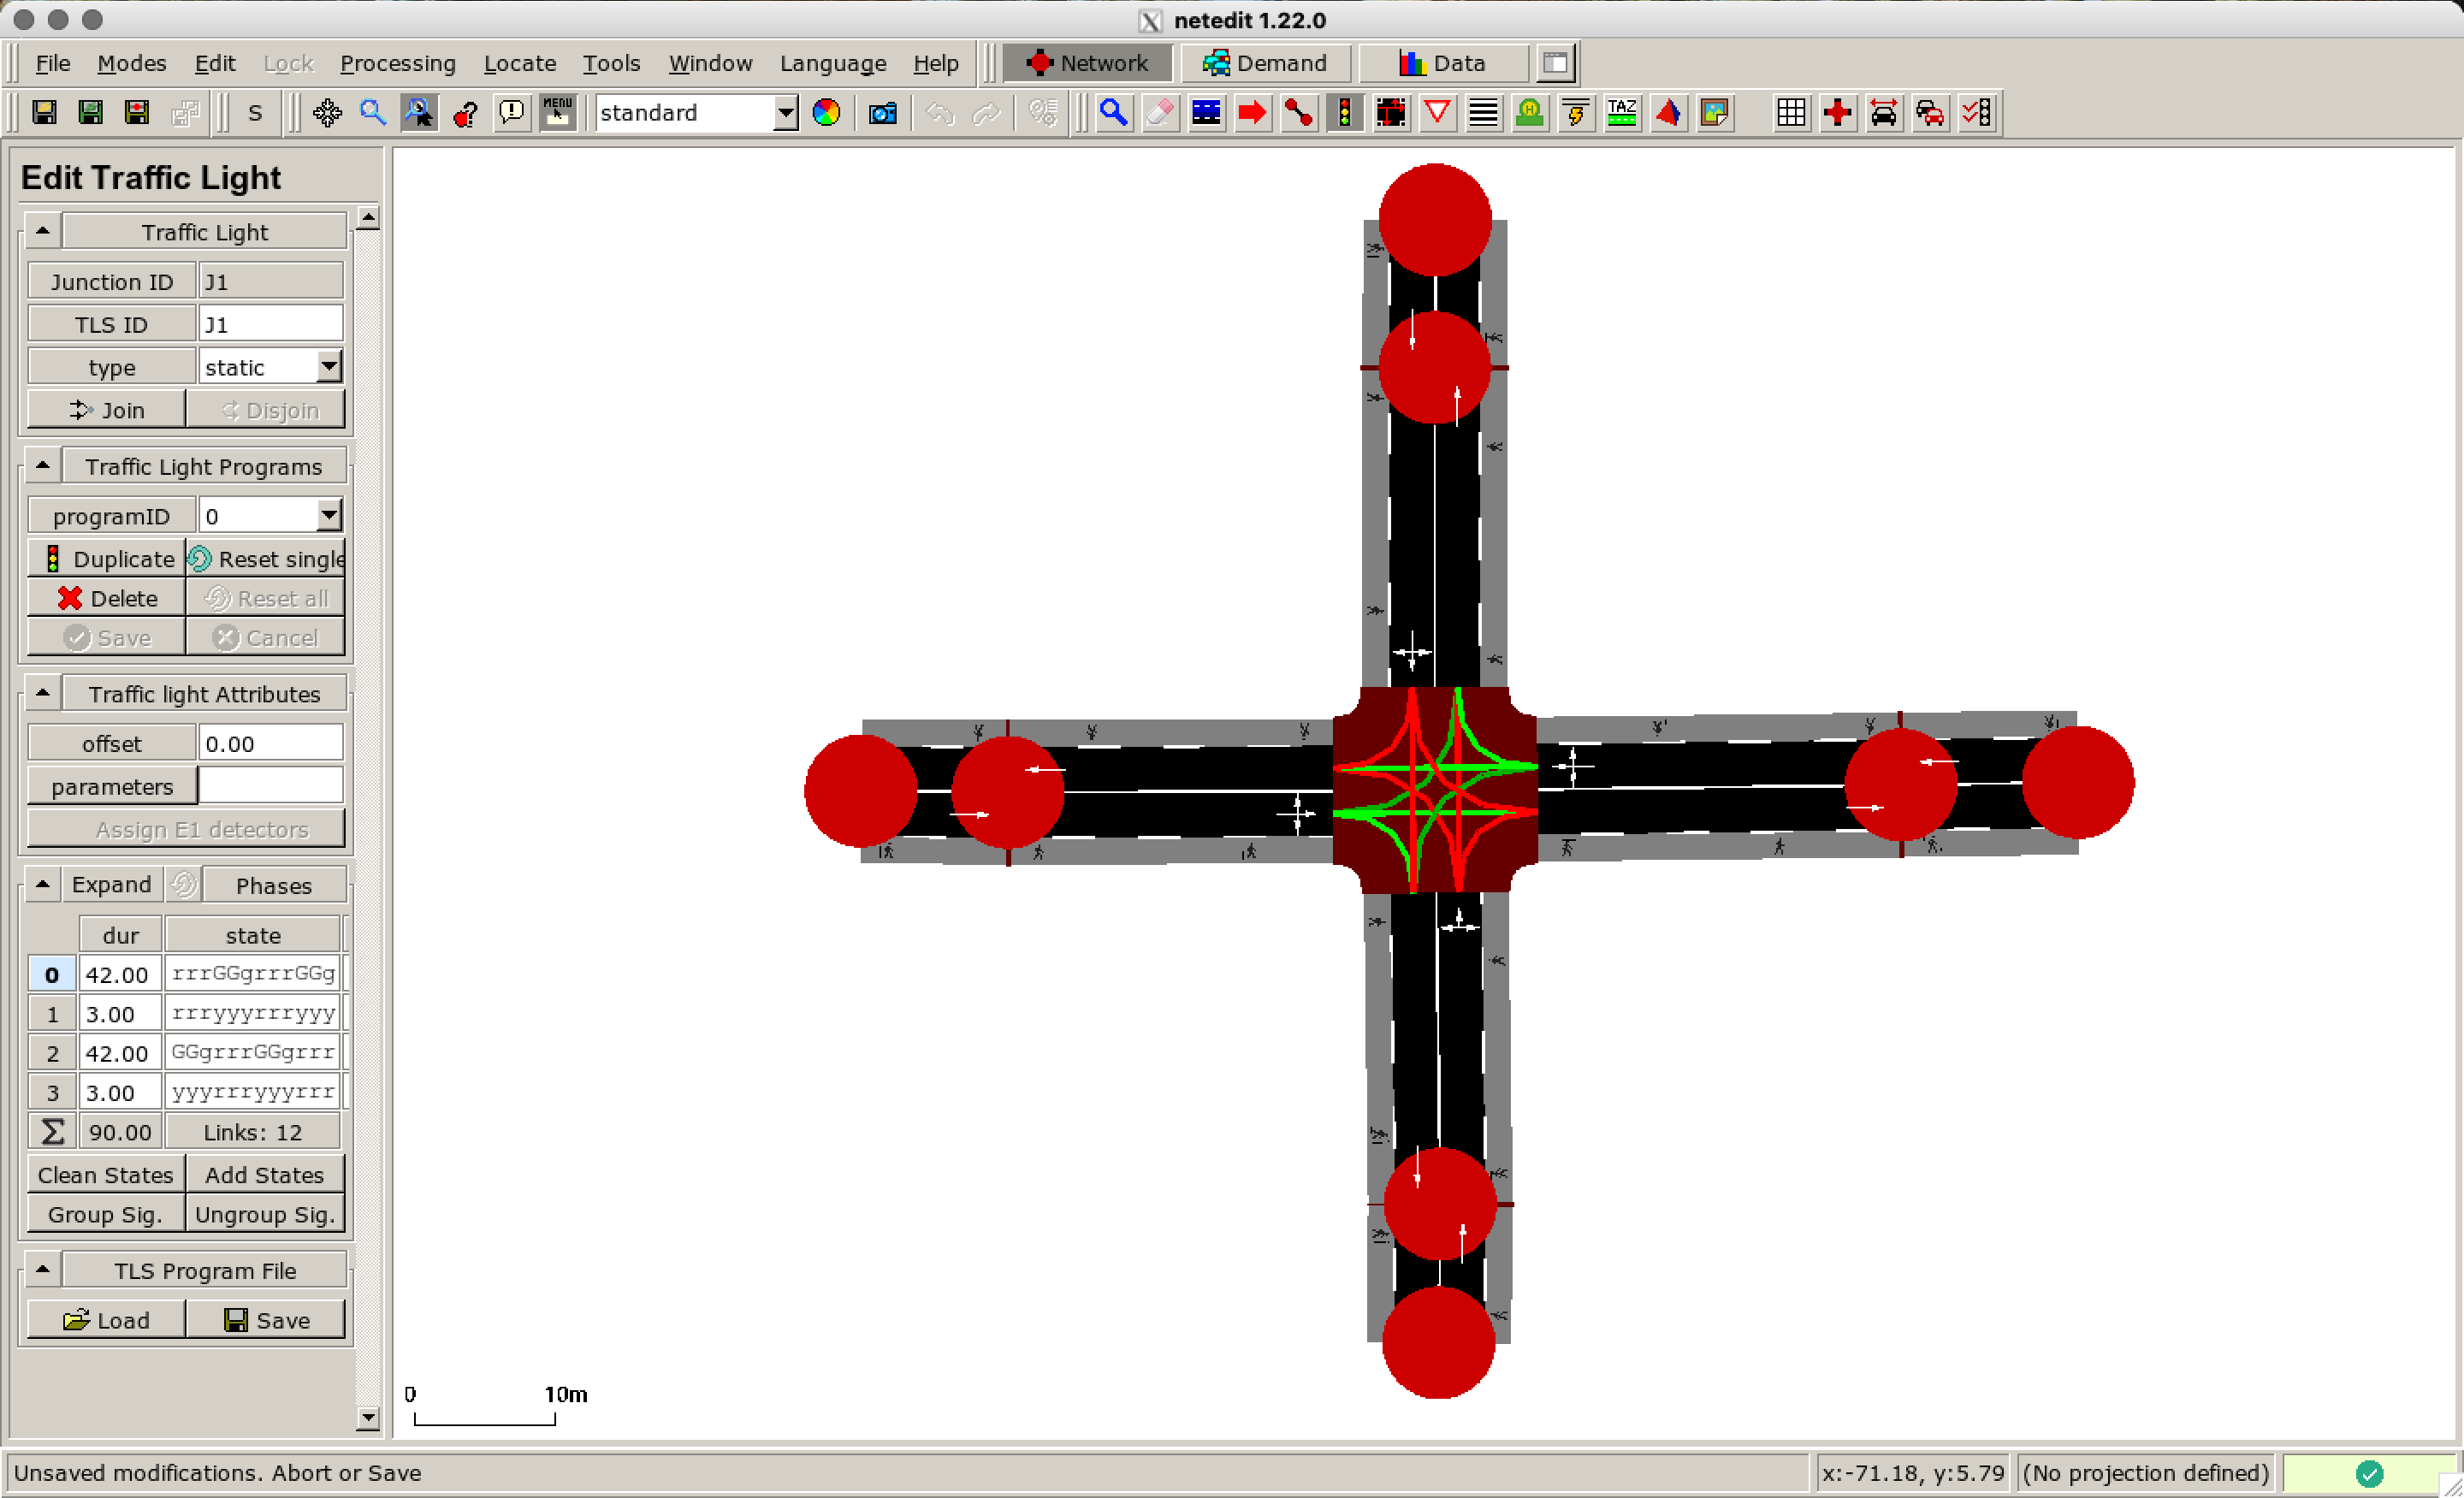 netedit 1.22.0
File Modes Edit Lock Processing Locate Tools Window Language Help Network Demand Data
S MENU standard H TAZ
Edit Traffic Light
Traffic Light
Junction ID J1
TLS ID J1
type static
Join Disjoin
Traffic Light Programs
programID 0
Duplicate Reset single
Delete Reset all
Save Cancel
Traffic light Attributes
offset 0.00
parameters
Assign E1 detectors
Expand Phases
dur state
0 42.00 rrrGGgrrrGGg
1 3.00 rrryyyrrryyy
2 42.00 GGgrrrGGgrrr
3 3.00 yyyrrryyyrrr
Σ 90.00 Links: 12
Clean States Add States
Group Sig. Ungroup Sig.
TLS Program File
Load Save
0 10m
Unsaved modifications. Abort or Save x:-71.18, y:5.79 (No projection defined)